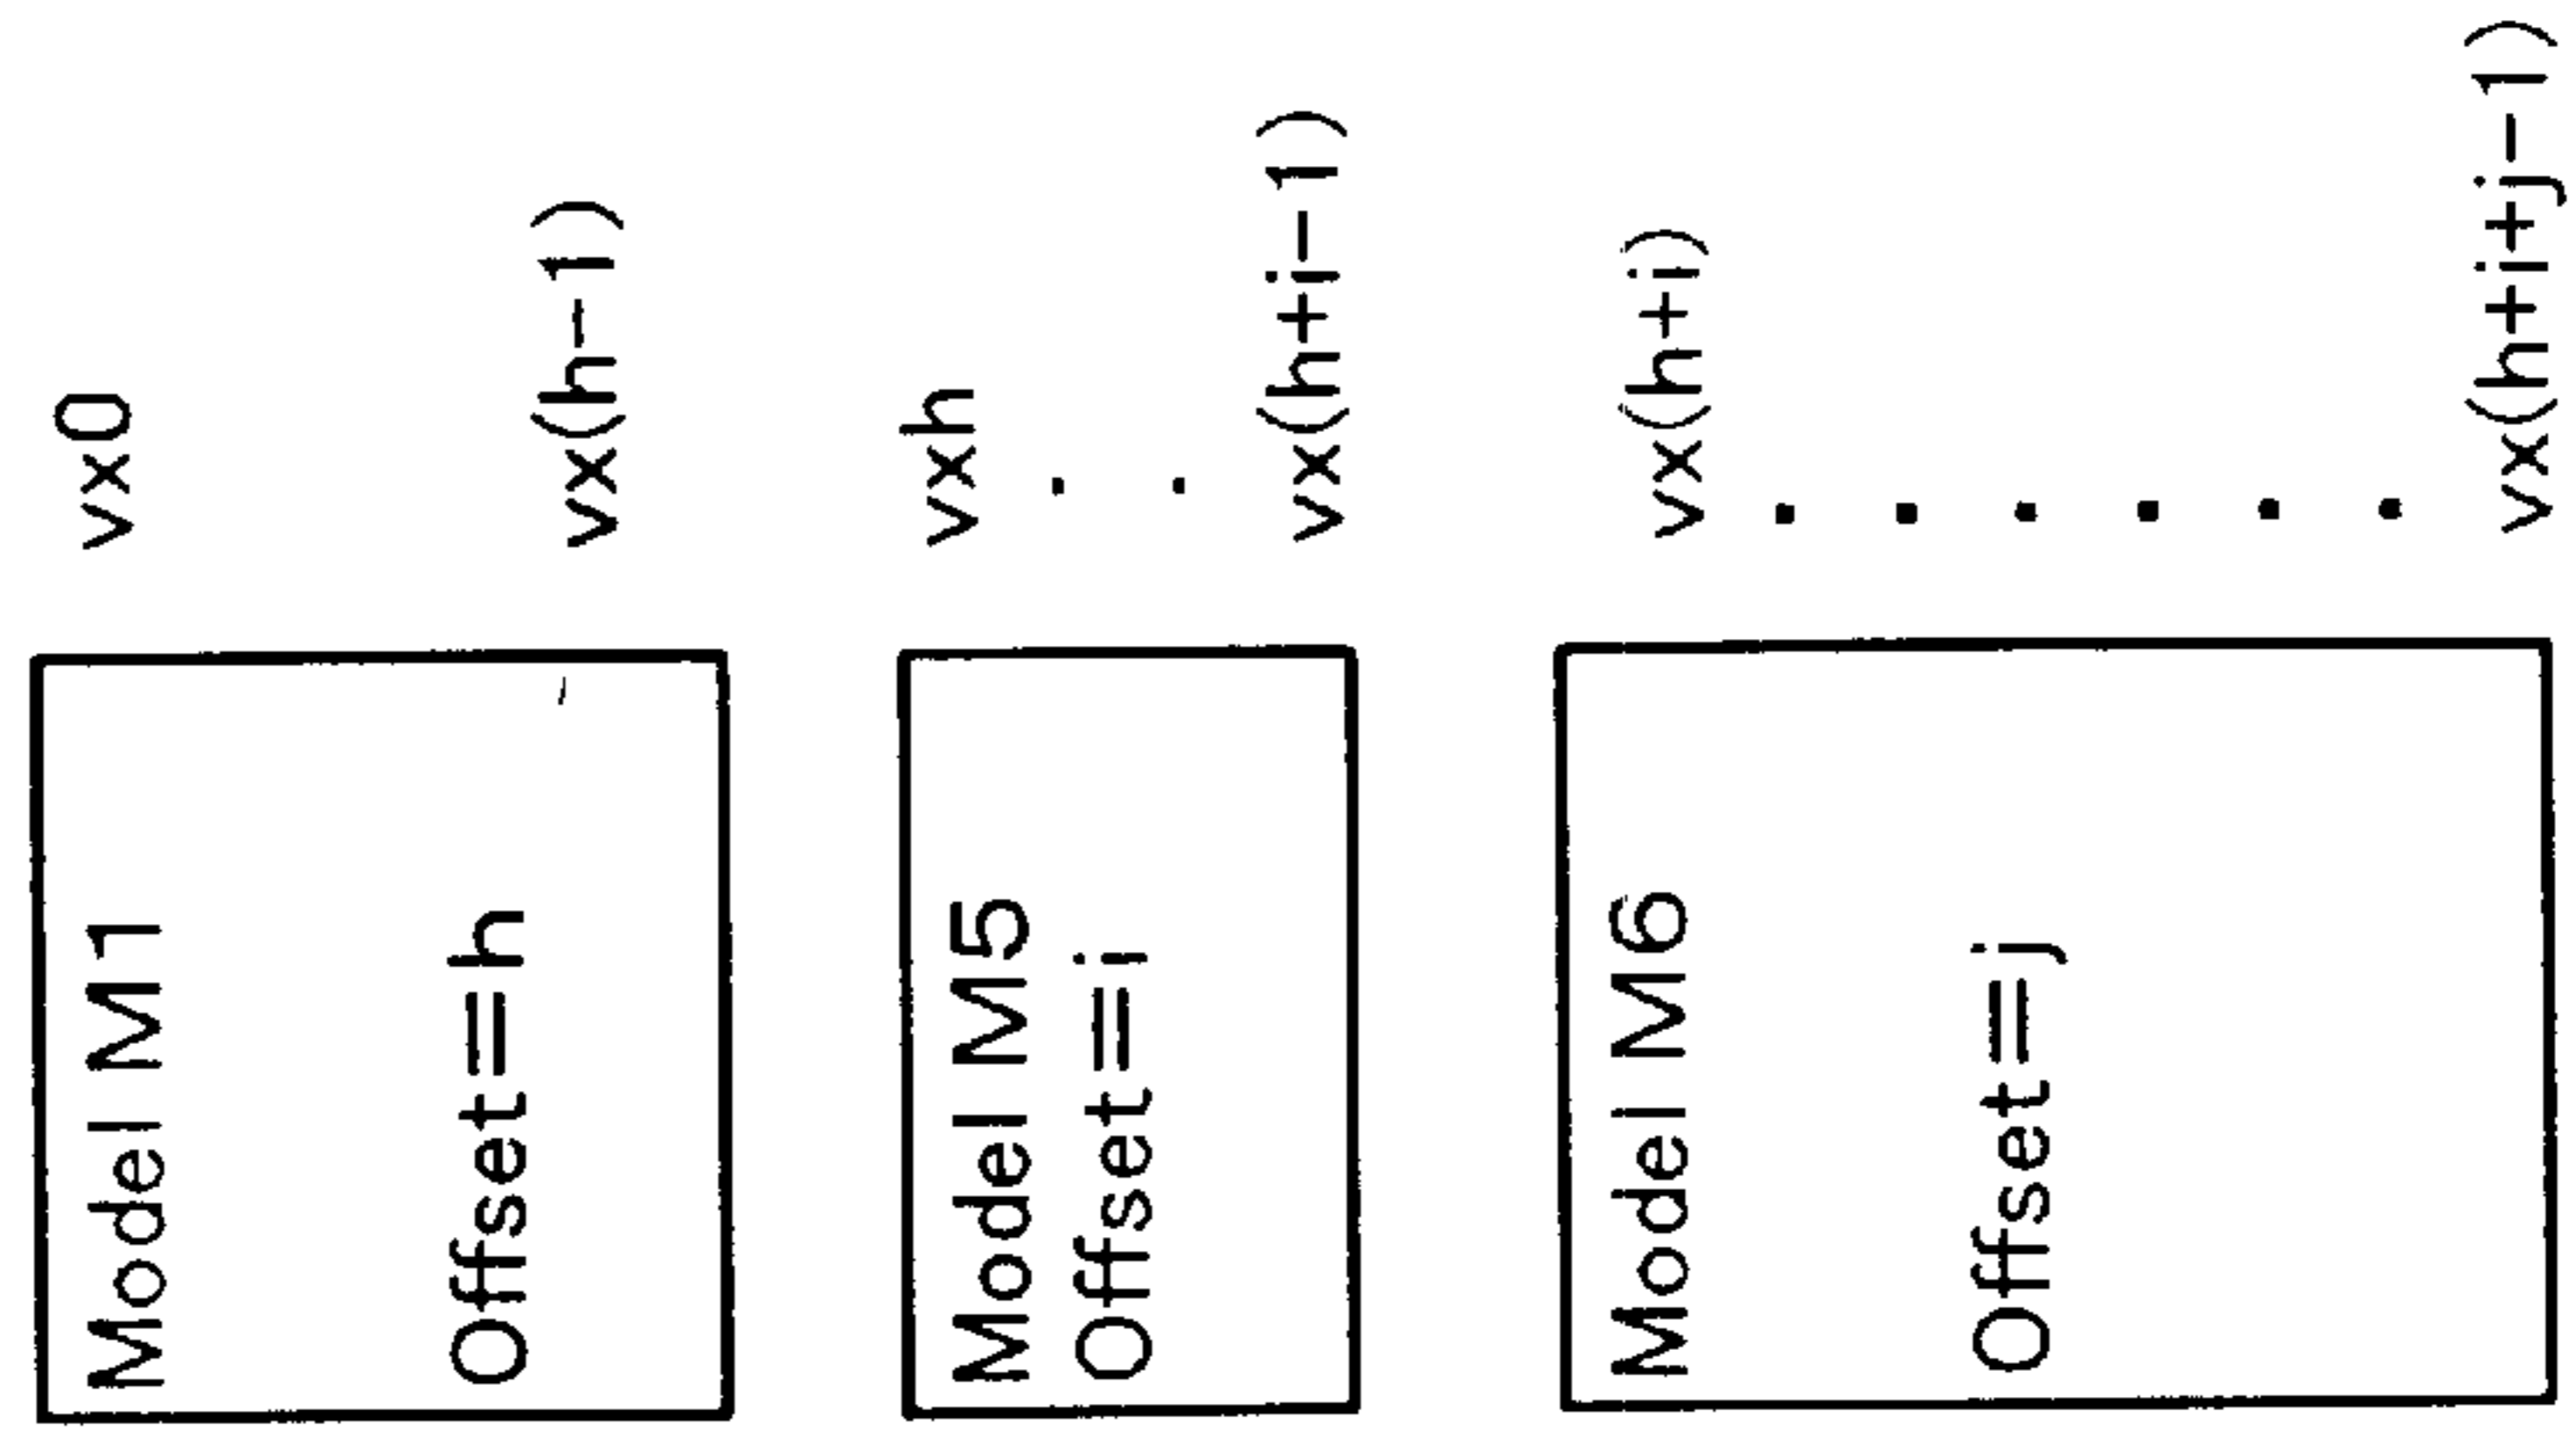 Model M1
Offset=h
vx0
vx(h-1)
Model M5
Offset=i
vxh
.
.
vx(h+i-1)
Model M6
Offset=j
vx(h+i)
.
.
.
.
.
.
vx(h+i+j-1)